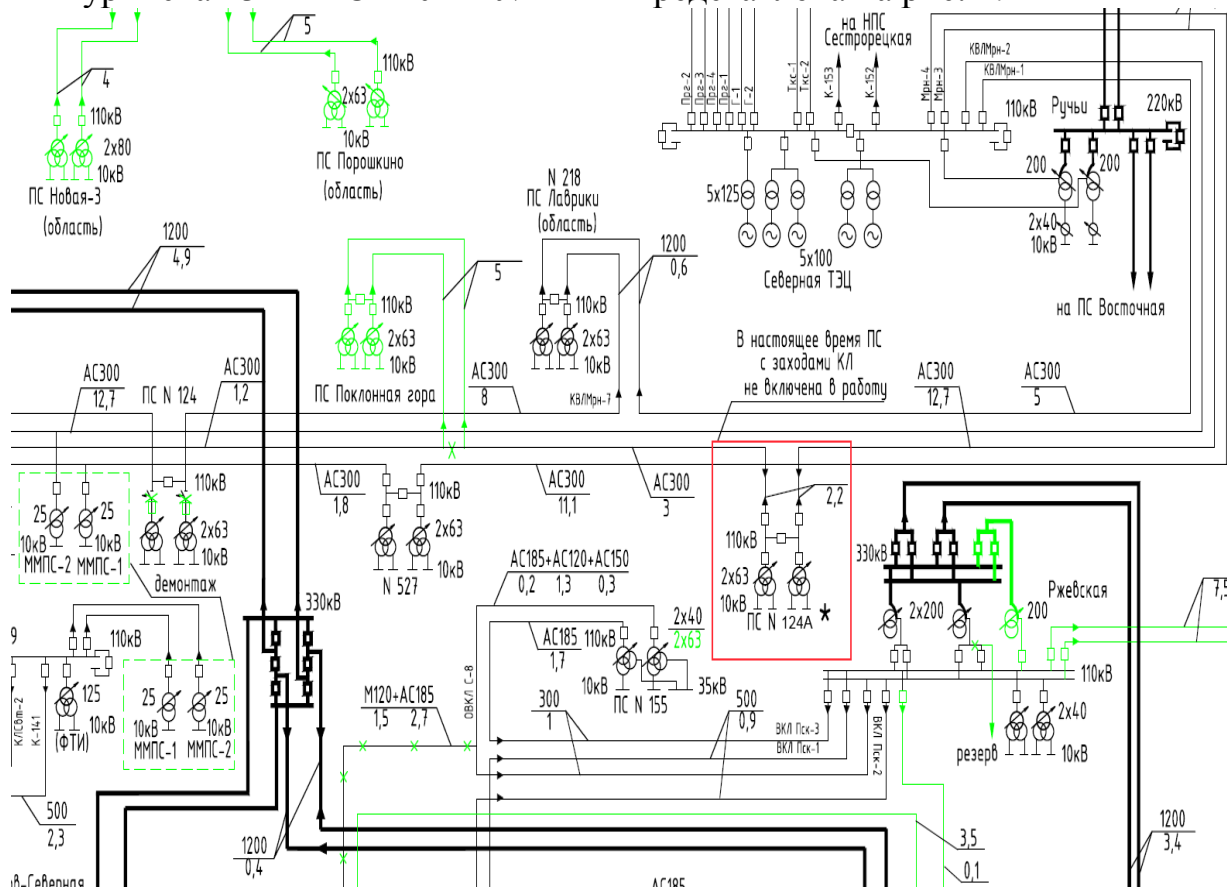 5
4
110кВ
2х80
10кВ
ПС Новая-3
(область)
110кВ
2х63
10кВ
ПС Порошкино
(область)
N 218
ПС Лаврики
(область)
1200
0,6
110кВ
2х63
10кВ
5
110кВ
2х63
10кВ
ПС Поклонная гора
1200
4,9
Прг-2
Прг-3
Прг-4
Прг-1
Г-1
Г-2
Ткс-1
Ткс-2
К-153
К-152
на НПС
Сестрорецкая
Мрн-4
Мрн-3
КВЛМрн-2
КВЛМрн-1
110кВ
Ручьи
220кВ
200
200
2х40
10кВ
5х125
5х100
Северная ТЭЦ
на ПС Восточная
В настоящее время ПС
с заходами КЛ
не включена в работу
АС300
12,7
ПС N 124
АС300
1,2
АС300
8
КВЛМрн-7
АС300
12,7
АС300
5
110кВ
2х63
10кВ
25
25
10кВ
10кВ
ММПС-2
ММПС-1
демонтаж
АС300
1,8
110кВ
2х63
10кВ
N 527
АС300
11,1
АС300
3
2,2
110кВ
2х63
10кВ
ПС N 124А *
330кВ
Ржевская
2х200
200
7,5
110кВ
2х40
10кВ
резерв
АС185+АС120+АС150
0,2 1,3 0,3
АС185
1,7
110кВ
2х40
2х63
10кВ
35кВ
ПС N 155
ОВКЛ С-8
М120+АС185
1,5 2,7
300
1
500
0,9
ВКЛ Пск-3
ВКЛ Пск-1
ВКЛ Пск-2
330кВ
9
110кВ
125
10кВ
(ФТИ)
КЛСвт-2
К-141
25
25
10кВ
10кВ
ММПС-1
ММПС-2
500
2,3
1200
0,4
3,5
0,1
1200
3,4
АС185